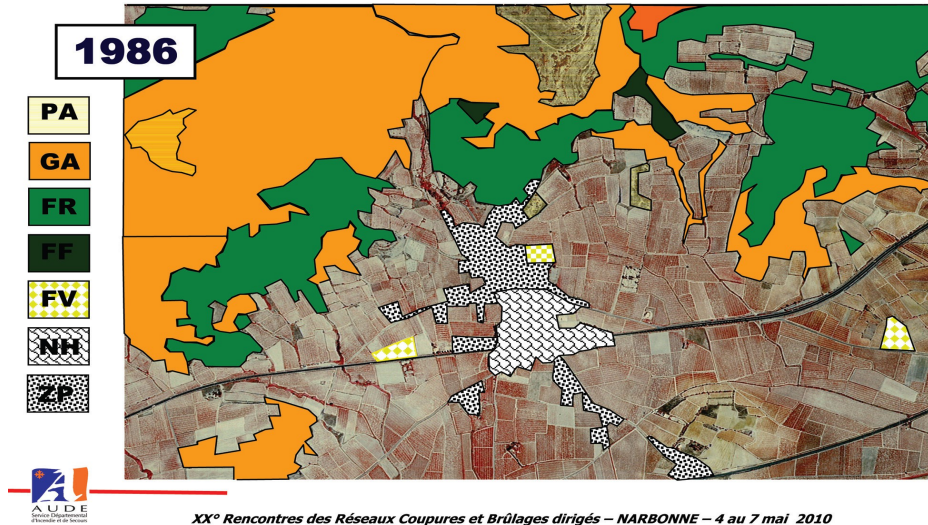 1986
PA
GA
FR
FF
FV
NH
ZP
AUDE
Service Départemental
d'Incendie et de Secours
XX° Rencontres des Réseaux Coupures et Brûlages dirigés – NARBONNE – 4 au 7 mai 2010